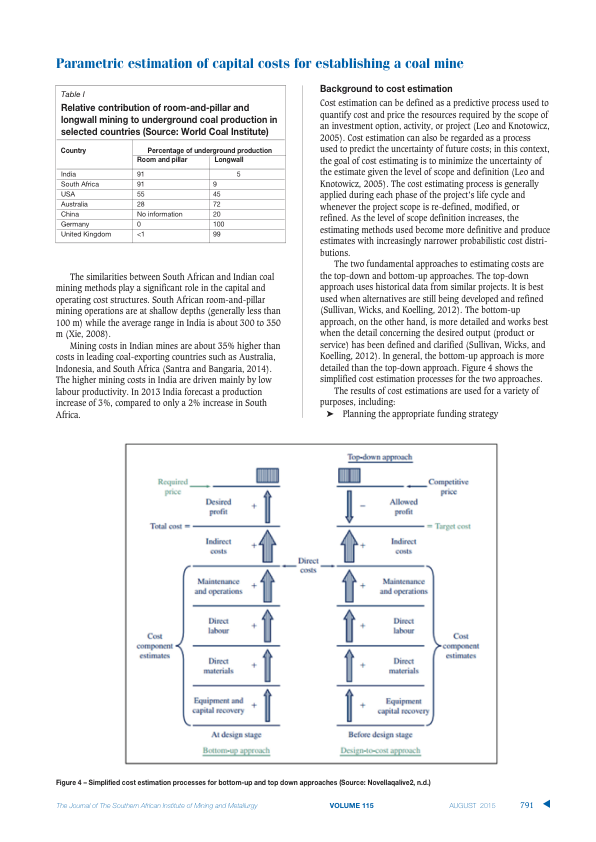 Parametric estimation of capital costs for establishing a coal mine
Table I
Relative contribution of room-and-pillar and
longwall mining to underground coal production in
selected countries (Source: World Coal Institute)
Country Percentage of underground production
Room and pillar Longwall
India 91 5
South Africa 91 9
USA 55 45
Australia 28 72
China No information 20
Germany 0 100
United Kingdom <1 99
The similarities between South African and Indian coal
mining methods play a significant role in the capital and
operating cost structures. South African room-and-pillar
mining operations are at shallow depths (generally less than
100 m) while the average range in India is about 300 to 350
m (Xie, 2008).
Mining costs in Indian mines are about 35% higher than
costs in leading coal-exporting countries such as Australia,
Indonesia, and South Africa (Santra and Bangaria, 2014).
The higher mining costs in India are driven mainly by low
labour productivity. In 2013 India forecast a production
increase of 3%, compared to only a 2% increase in South
Africa.
Background to cost estimation
Cost estimation can be defined as a predictive process used to
quantify cost and price the resources required by the scope of
an investment option, activity, or project (Leo and Knotowicz,
2005). Cost estimation can also be regarded as a process
used to predict the uncertainty of future costs; in this context,
the goal of cost estimating is to minimize the uncertainty of
the estimate given the level of scope and definition (Leo and
Knotowicz, 2005). The cost estimating process is generally
applied during each phase of the project's life cycle and
whenever the project scope is re-defined, modified, or
refined. As the level of scope definition increases, the
estimating methods used become more definitive and produce
estimates with increasingly narrower probabilistic cost distri-
butions.
The two fundamental approaches to estimating costs are
the top-down and bottom-up approaches. The top-down
approach uses historical data from similar projects. It is best
used when alternatives are still being developed and refined
(Sullivan, Wicks, and Koelling, 2012). The bottom-up
approach, on the other hand, is more detailed and works best
when the detail concerning the desired output (product or
service) has been defined and clarified (Sullivan, Wicks, and
Koelling, 2012). In general, the bottom-up approach is more
detailed than the top-down approach. Figure 4 shows the
simplified cost estimation processes for the two approaches.
The results of cost estimations are used for a variety of
purposes, including:
➤ Planning the appropriate funding strategy
Top-down approach
Required
price
Competitive
price
Desired
profit
+
−
Allowed
profit
Total cost =
= Target cost
Indirect
costs
+
+
Indirect
costs
Direct
costs
Maintenance
and operations
+
+
Maintenance
and operations
Direct
labour
+
+
Direct
labour
Cost
component
estimates
Cost
component
estimates
Direct
materials
+
+
Direct
materials
Equipment and
capital recovery
+
+
Equipment
capital recovery
At design stage
Before design stage
Bottom-up approach
Design-to-cost approach
Figure 4 – Simplified cost estimation processes for bottom-up and top down approaches (Source: Novellaqalive2, n.d.)
The Journal of The Southern African Institute of Mining and Metallurgy VOLUME 115 AUGUST 2015 791